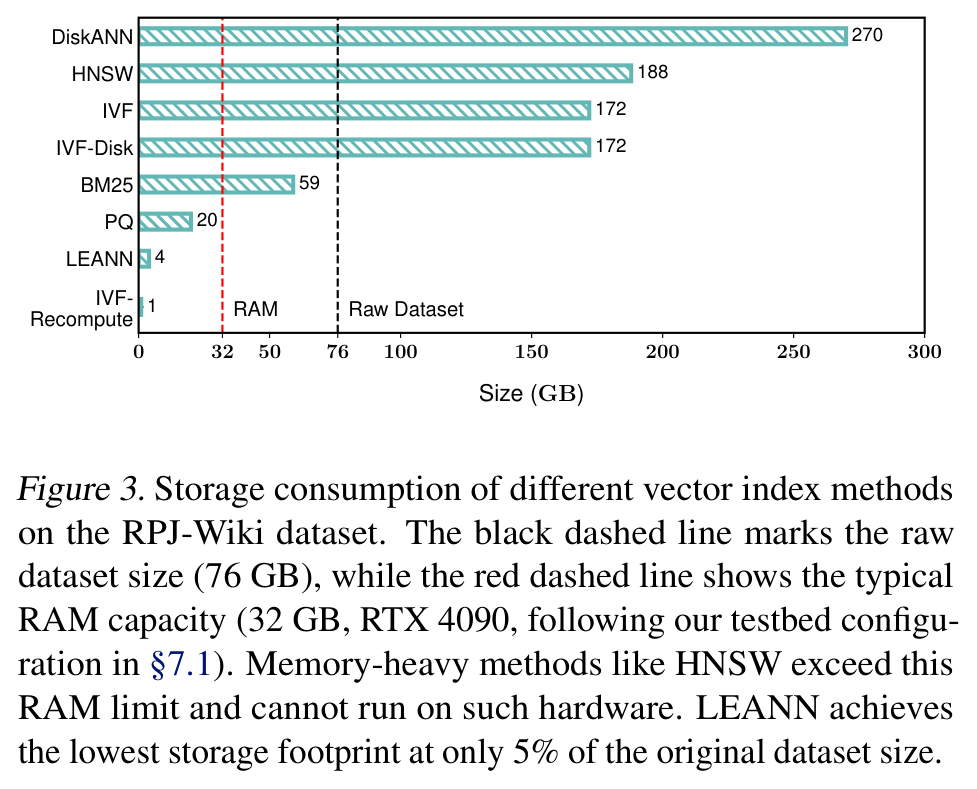 DiskANN 270
HNSW 188
IVF 172
IVF-Disk 172
BM25 59
PQ 20
LEANN 4
IVF-
Recompute 1
RAM Raw Dataset
0 32 50 76 100 150 200 250 300
Size (GB)
Figure 3. Storage consumption of different vector index methods
on the RPJ-Wiki dataset. The black dashed line marks the raw
dataset size (76 GB), while the red dashed line shows the typical
RAM capacity (32 GB, RTX 4090, following our testbed configu-
ration in §7.1). Memory-heavy methods like HNSW exceed this
RAM limit and cannot run on such hardware. LEANN achieves
the lowest storage footprint at only 5% of the original dataset size.